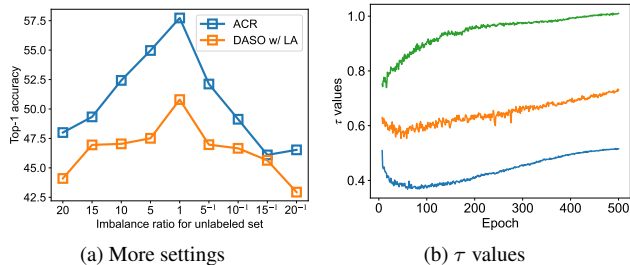 57.5
55.0
52.5
50.0
47.5
45.0
42.5
Top-1 accuracy
ACR
DASO w/ LA
20 15 10 5 1 5⁻¹ 10⁻¹ 15⁻¹ 20⁻¹
Imbalance ratio for unlabeled set
(a) More settings
1.0
0.8
0.6
0.4
τ values
0 100 200 300 400 500
Epoch
(b) τ values